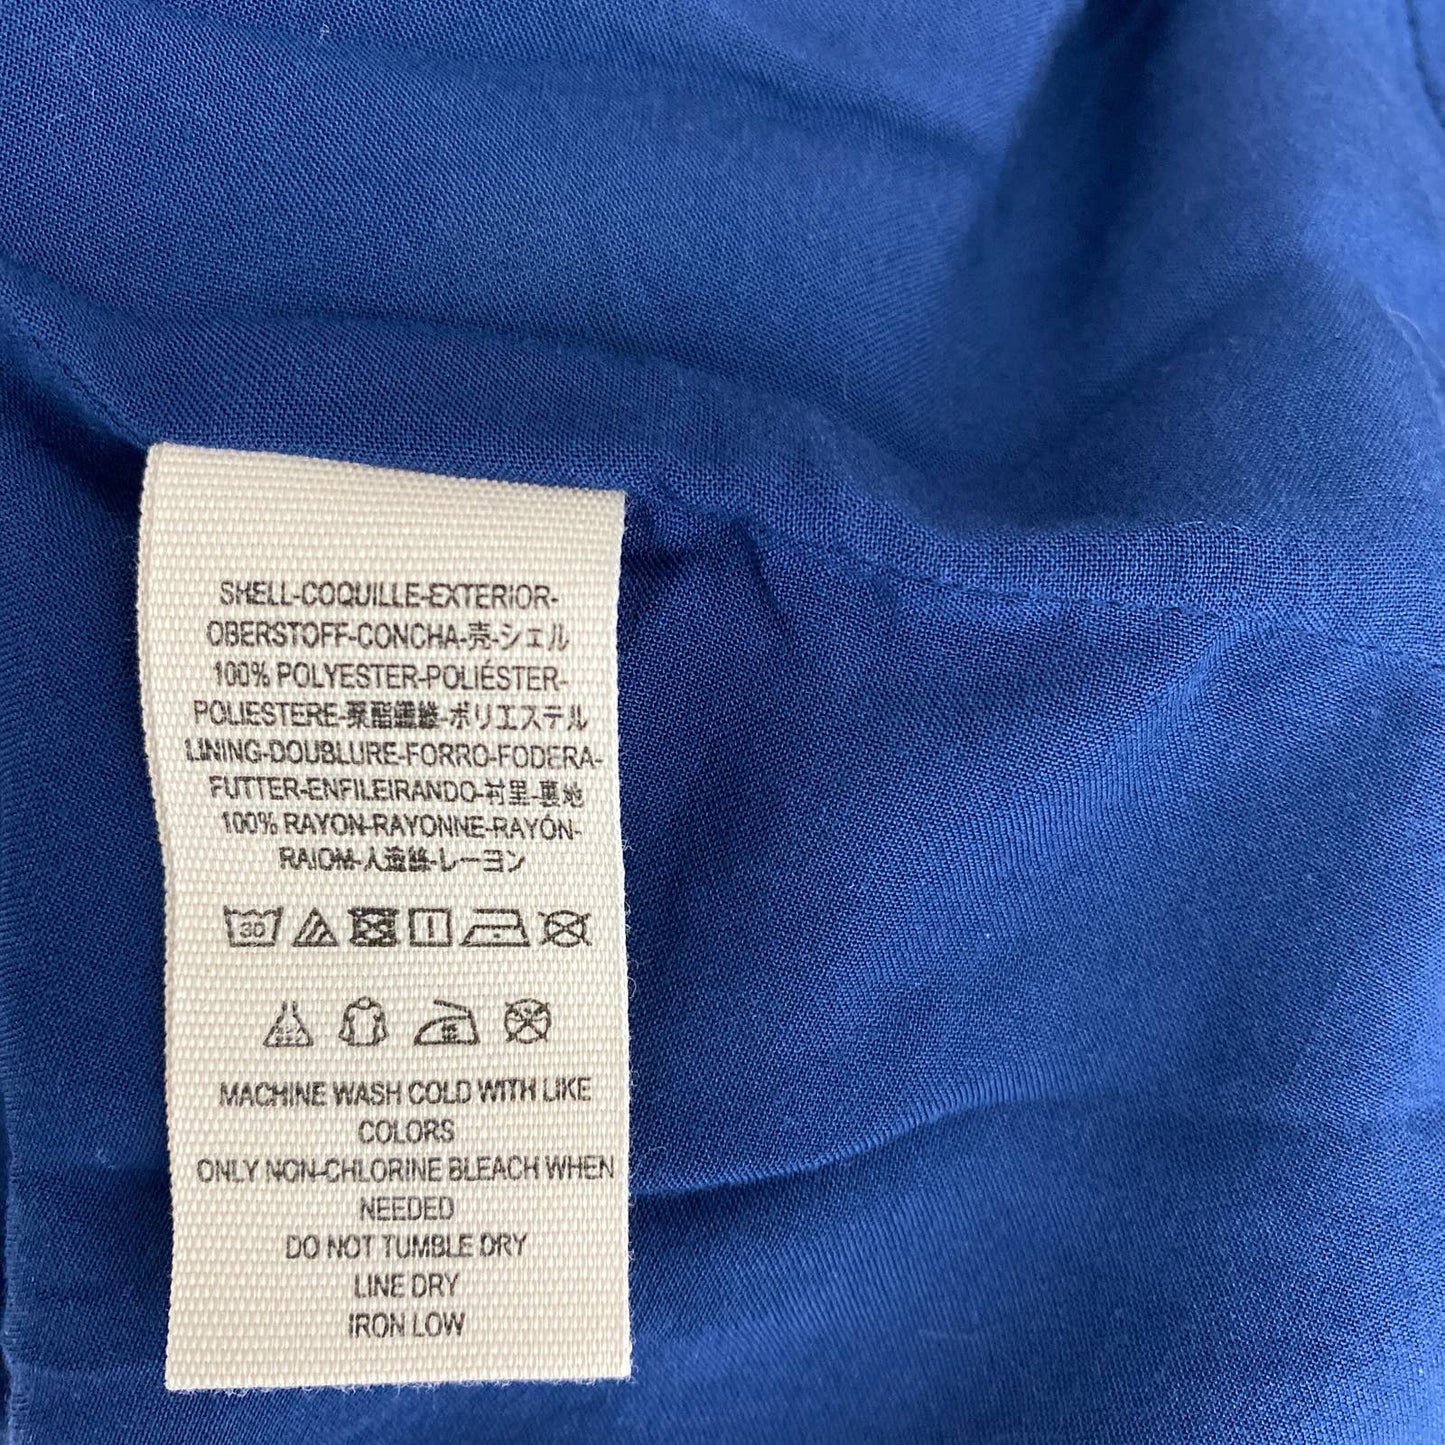 SHELL-COQUILLE-EXTERIOR-
OBERSTOFF-CONCHA-壳-シェル
100% POLYESTER-POLIÉSTER-
POLIESTERE-聚酯纖維-ポリエステル
LINING-DOUBLURE-FORRO-FODERA-
FUTTER-ENFILEIRANDO-衬里-裏地
100% RAYON-RAYONNE-RAYÓN-
RAIOM-人造絲-レーヨン
30
MACHINE WASH COLD WITH LIKE
COLORS
ONLY NON-CHLORINE BLEACH WHEN
NEEDED
DO NOT TUMBLE DRY
LINE DRY
IRON LOW